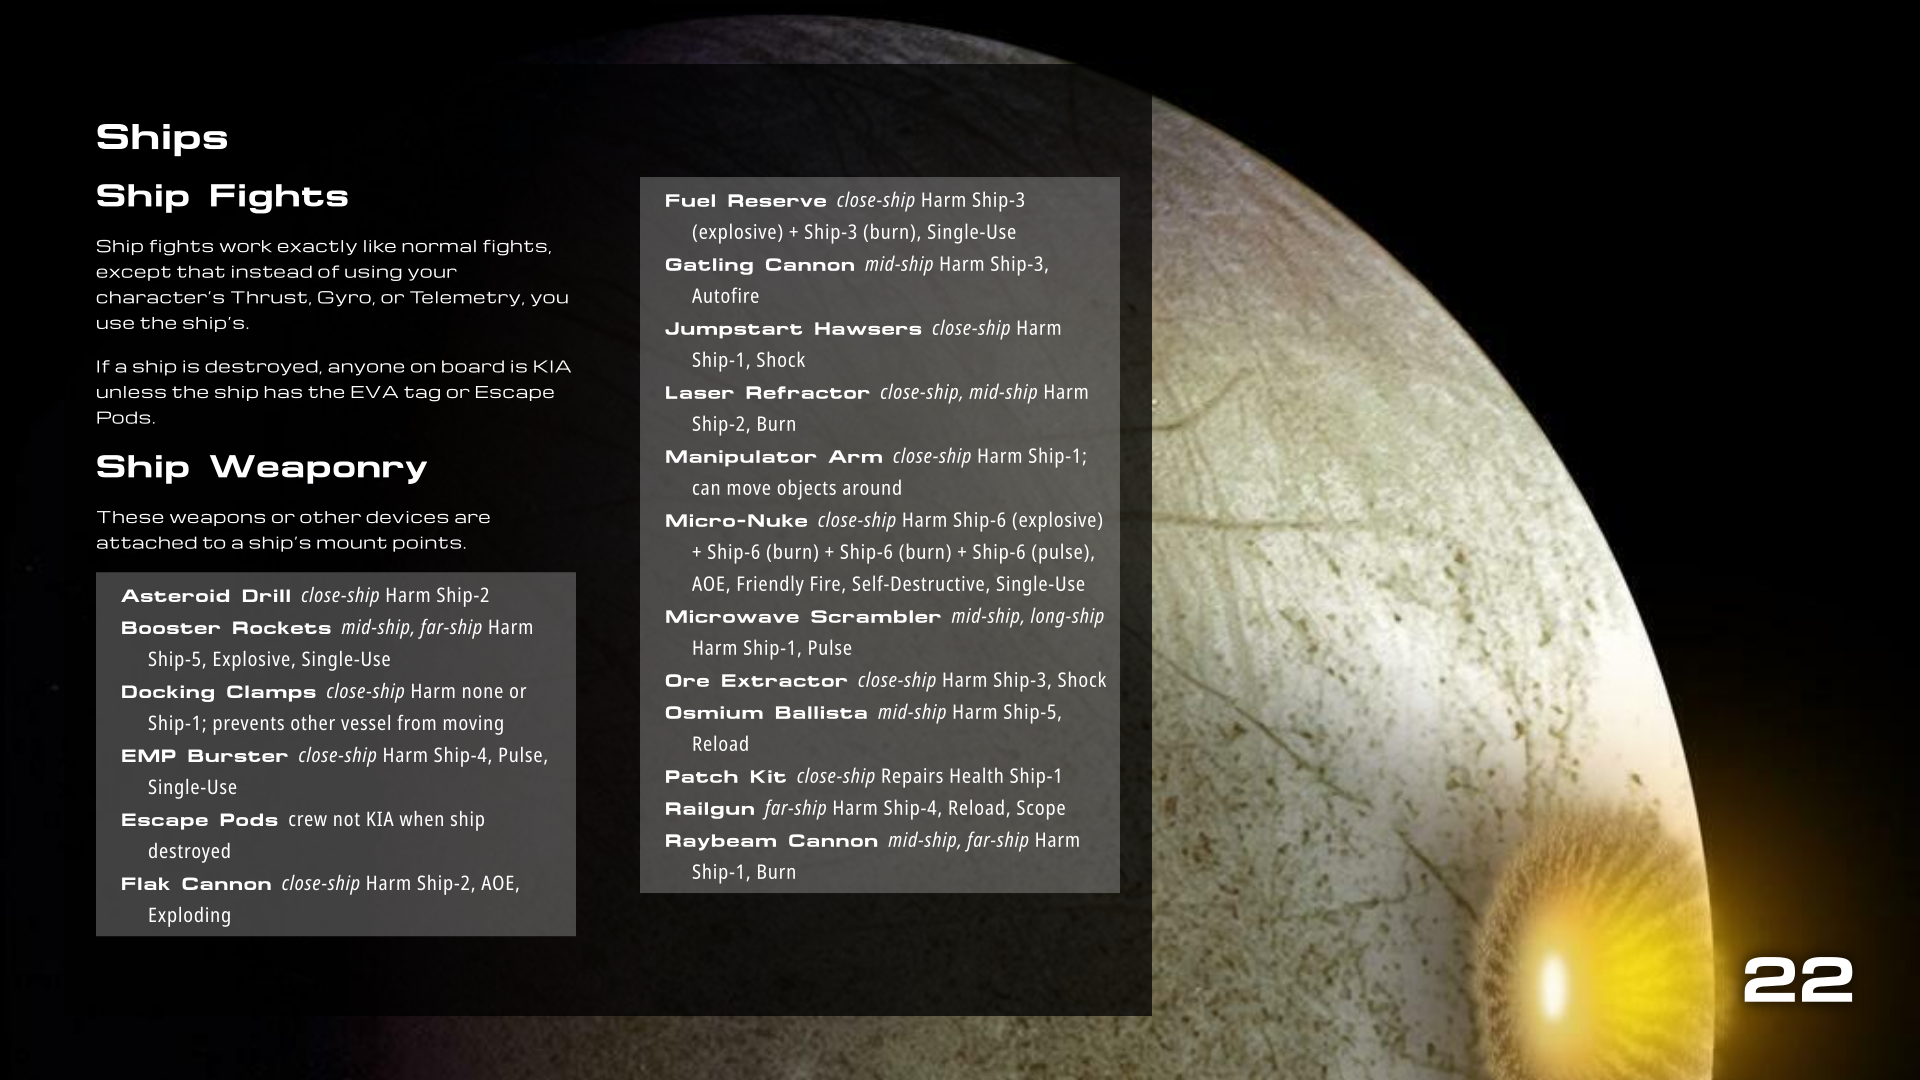 Ships
Ship Fights
Ship fights work exactly like normal fights,
except that instead of using your
character's Thrust, Gyro, or Telemetry, you
use the ship's.
If a ship is destroyed, anyone on board is KIA
unless the ship has the EVA tag or Escape
Pods.
Ship Weaponry
These weapons or other devices are
attached to a ship's mount points.
Asteroid Drill close-ship Harm Ship-2
Booster Rockets mid-ship, far-ship Harm
Ship-5, Explosive, Single-Use
Docking Clamps close-ship Harm none or
Ship-1; prevents other vessel from moving
EMP Burster close-ship Harm Ship-4, Pulse,
Single-Use
Escape Pods crew not KIA when ship
destroyed
Flak Cannon close-ship Harm Ship-2, AOE,
Exploding
Fuel Reserve close-ship Harm Ship-3
(explosive) + Ship-3 (burn), Single-Use
Gatling Cannon mid-ship Harm Ship-3,
Autofire
Jumpstart Hawsers close-ship Harm
Ship-1, Shock
Laser Refractor close-ship, mid-ship Harm
Ship-2, Burn
Manipulator Arm close-ship Harm Ship-1;
can move objects around
Micro-Nuke close-ship Harm Ship-6 (explosive)
+ Ship-6 (burn) + Ship-6 (burn) + Ship-6 (pulse),
AOE, Friendly Fire, Self-Destructive, Single-Use
Microwave Scrambler mid-ship, long-ship
Harm Ship-1, Pulse
Ore Extractor close-ship Harm Ship-3, Shock
Osmium Ballista mid-ship Harm Ship-5,
Reload
Patch Kit close-ship Repairs Health Ship-1
Railgun far-ship Harm Ship-4, Reload, Scope
Raybeam Cannon mid-ship, far-ship Harm
Ship-1, Burn
22